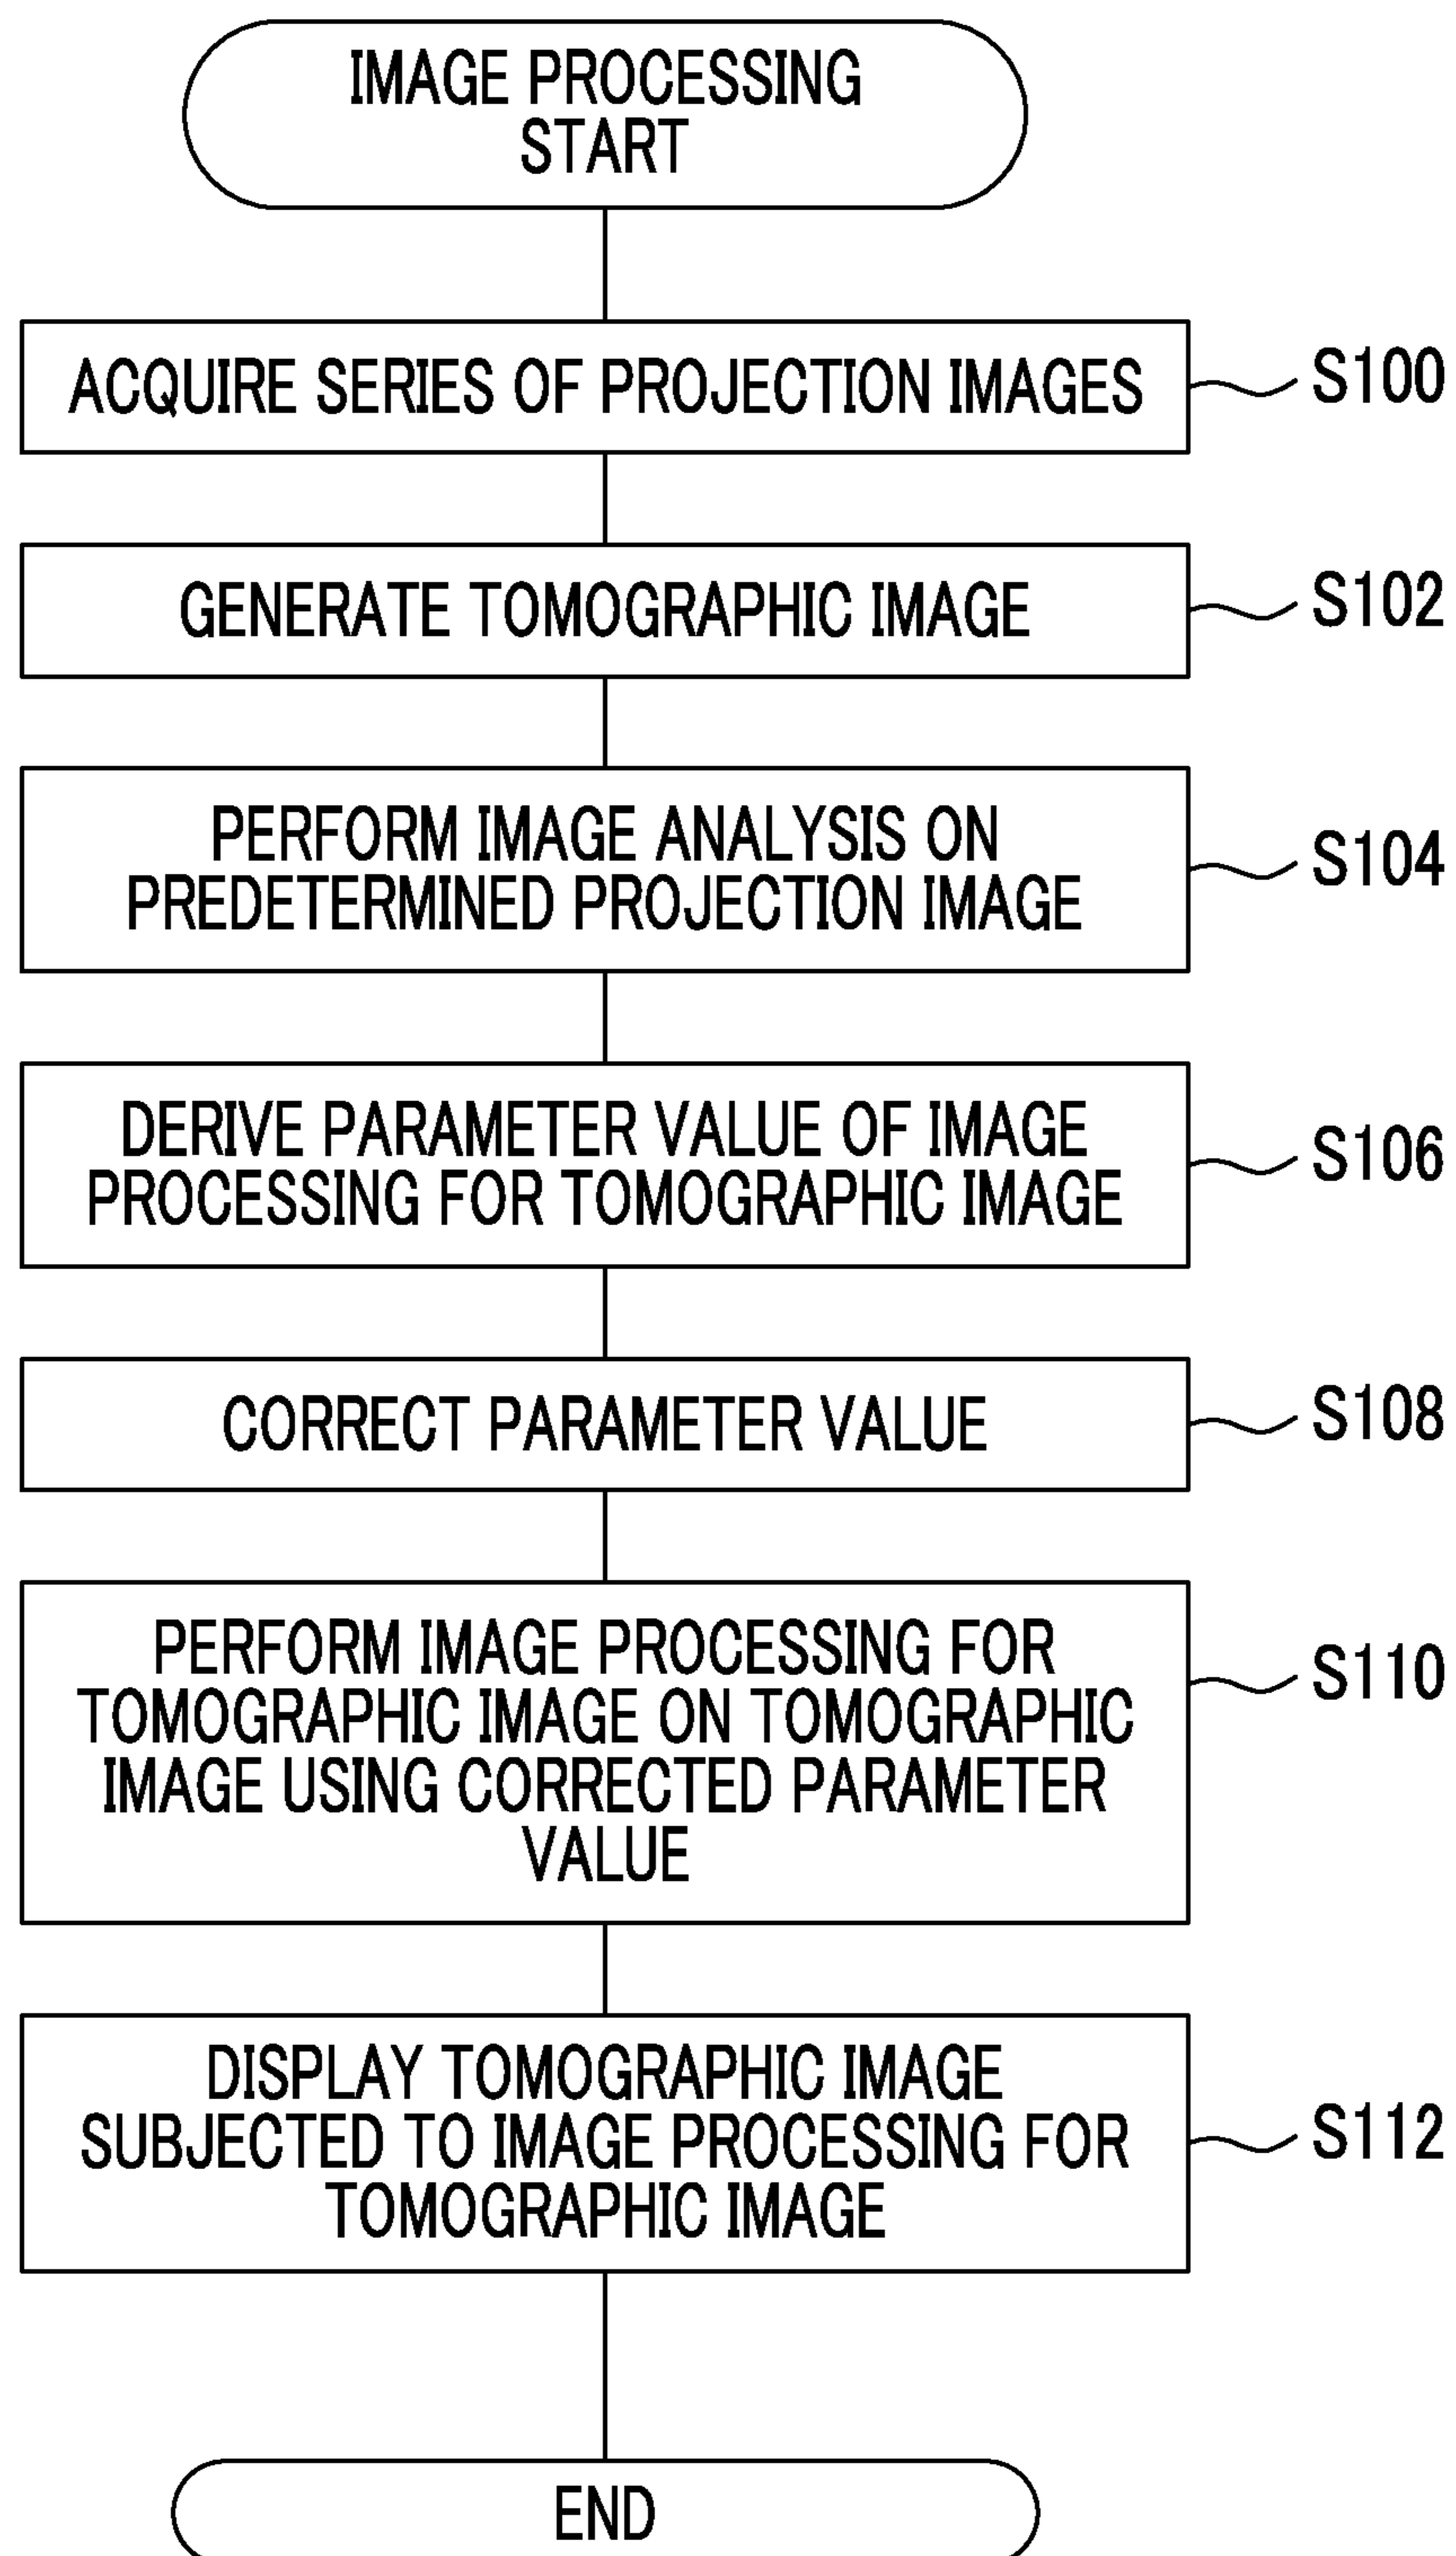 IMAGE PROCESSING
START
ACQUIRE SERIES OF PROJECTION IMAGES
S100
GENERATE TOMOGRAPHIC IMAGE
S102
PERFORM IMAGE ANALYSIS ON
PREDETERMINED PROJECTION IMAGE
S104
DERIVE PARAMETER VALUE OF IMAGE
PROCESSING FOR TOMOGRAPHIC IMAGE
S106
CORRECT PARAMETER VALUE
S108
PERFORM IMAGE PROCESSING FOR
TOMOGRAPHIC IMAGE ON TOMOGRAPHIC
IMAGE USING CORRECTED PARAMETER
VALUE
S110
DISPLAY TOMOGRAPHIC IMAGE
SUBJECTED TO IMAGE PROCESSING FOR
TOMOGRAPHIC IMAGE
S112
END